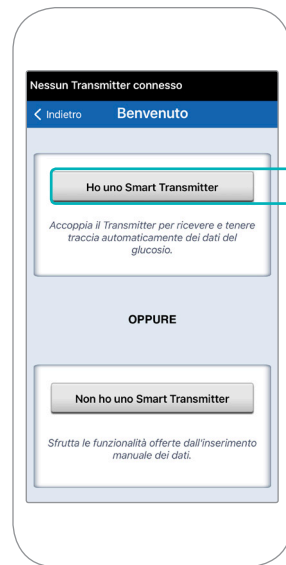 Nessun Transmitter connesso
Indietro Benvenuto
Ho uno Smart Transmitter
Accoppia il Transmitter per ricevere e tenere
traccia automaticamente dei dati del
glucosio.
OPPURE
Non ho uno Smart Transmitter
Sfrutta le funzionalità offerte dall'inserimento
manuale dei dati.